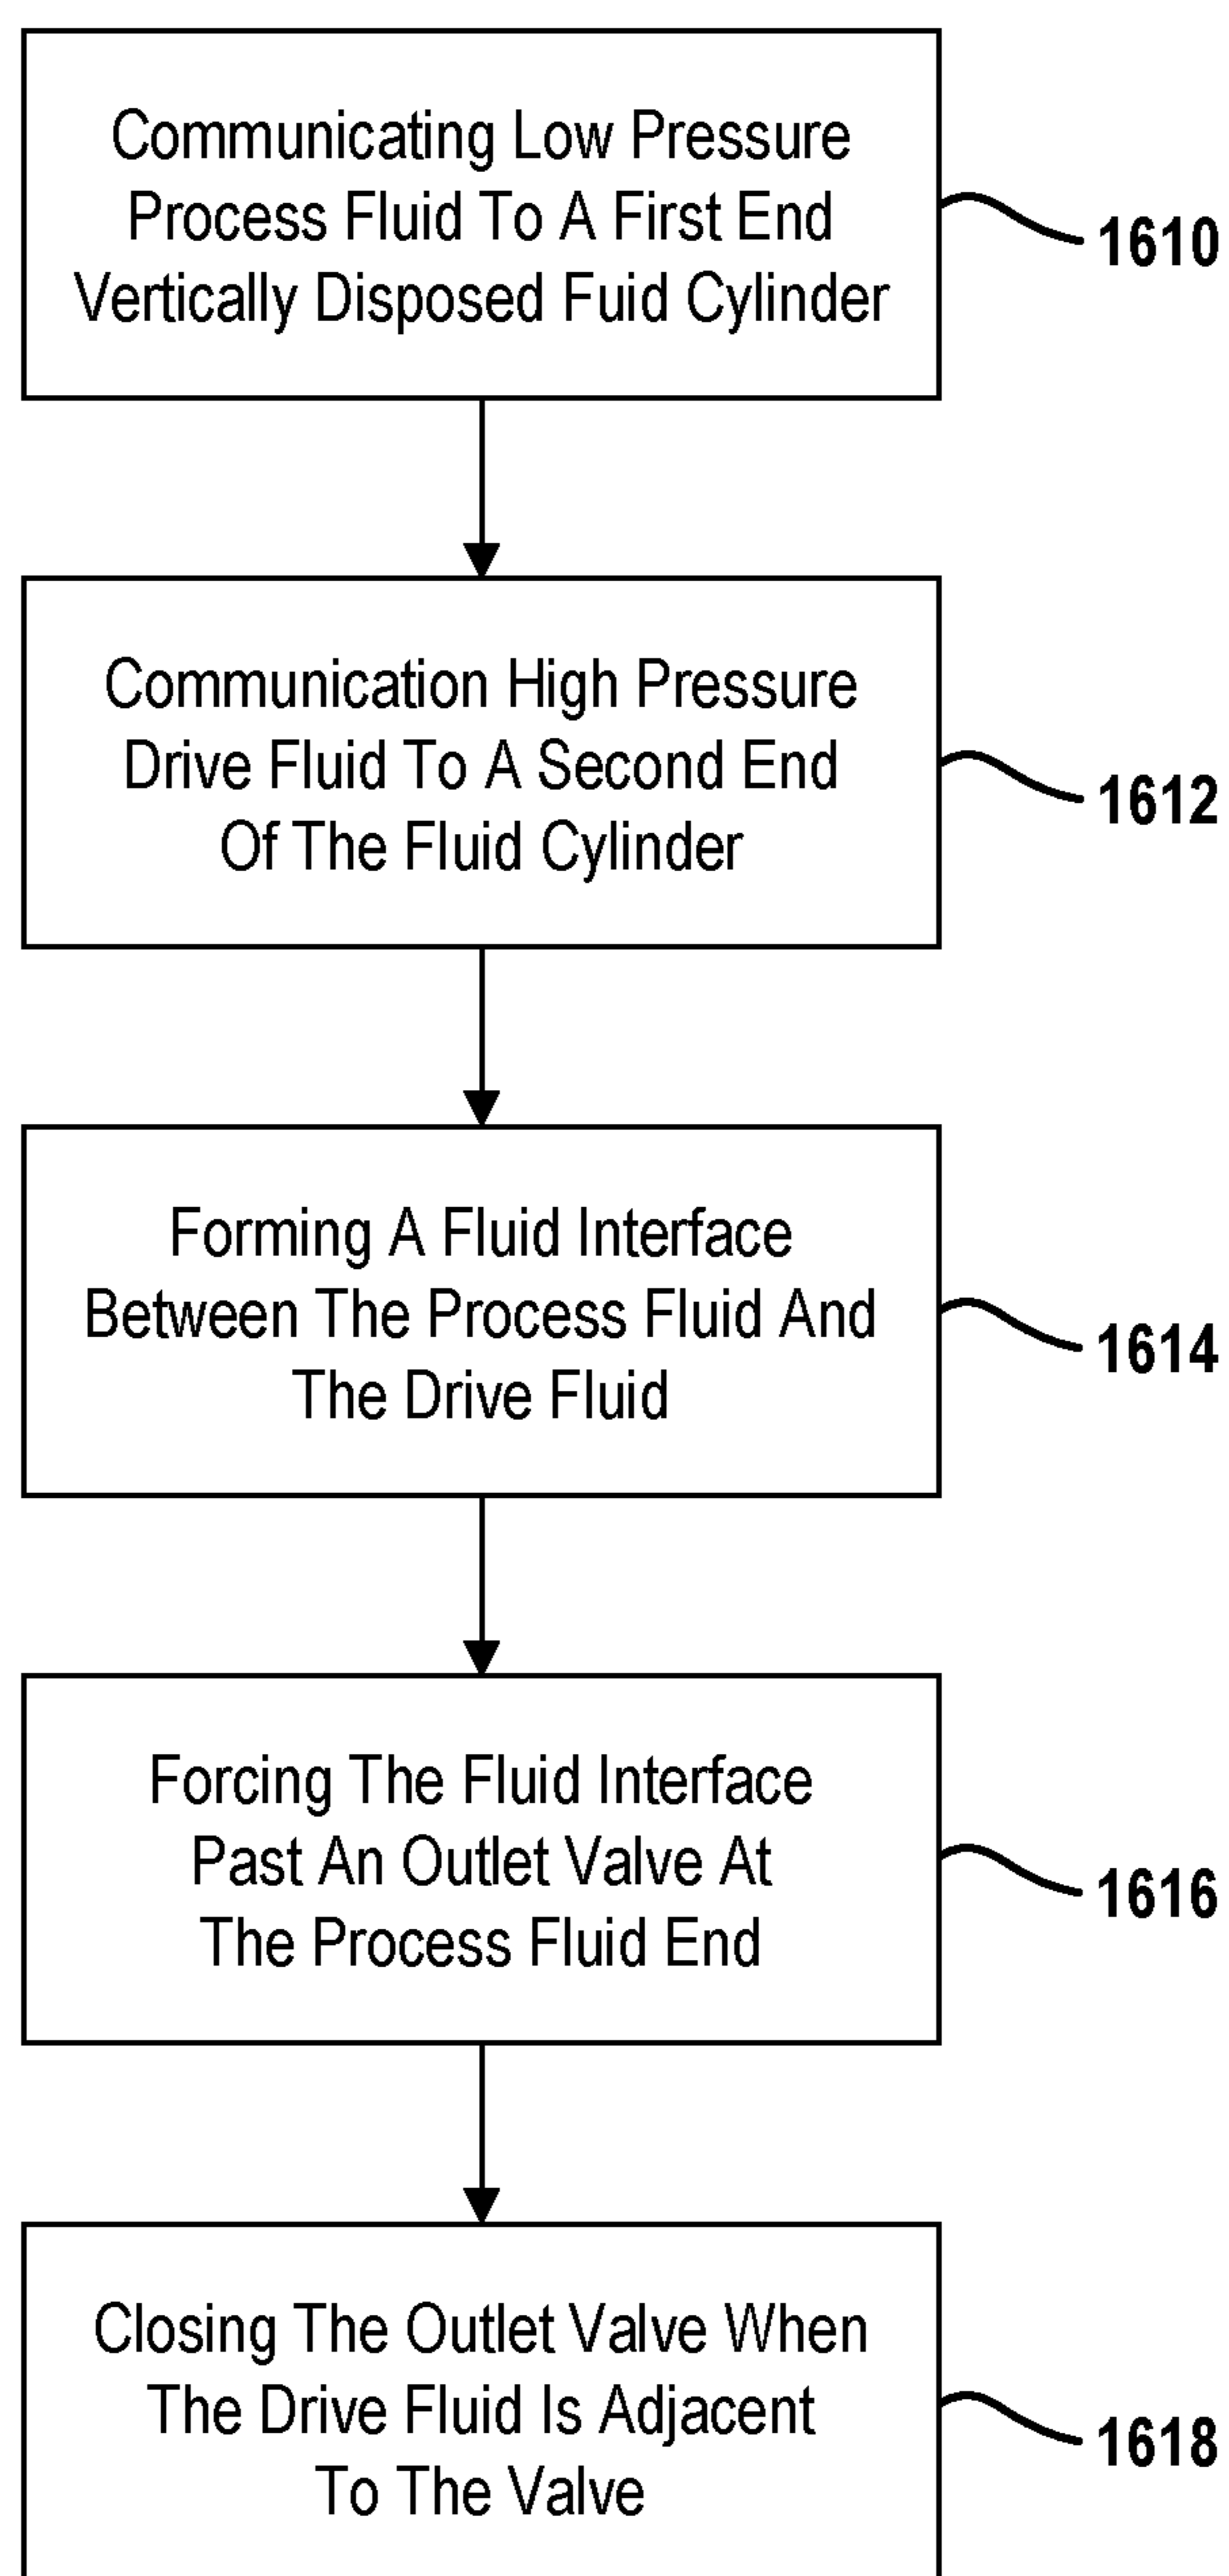 Communicating Low Pressure
Process Fluid To A First End
Vertically Disposed Fuid Cylinder
1610
Communication High Pressure
Drive Fluid To A Second End
Of The Fluid Cylinder
1612
Forming A Fluid Interface
Between The Process Fluid And
The Drive Fluid
1614
Forcing The Fluid Interface
Past An Outlet Valve At
The Process Fluid End
1616
Closing The Outlet Valve When
The Drive Fluid Is Adjacent
To The Valve
1618